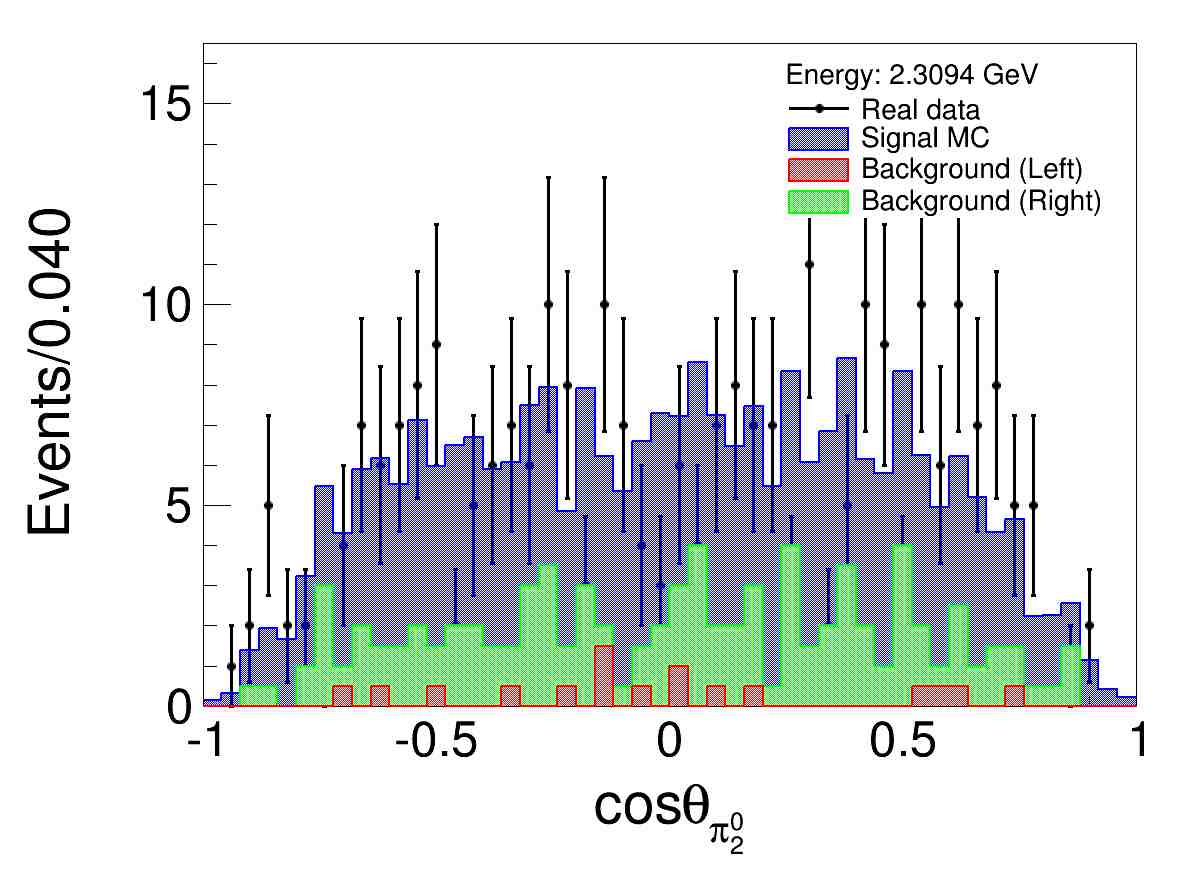 Energy: 2.3094 GeV
Real data
Signal MC
Background (Left)
Background (Right)
15
10
5
0
Events/0.040
-1 -0.5 0 0.5 1
cosθπ⁰₂